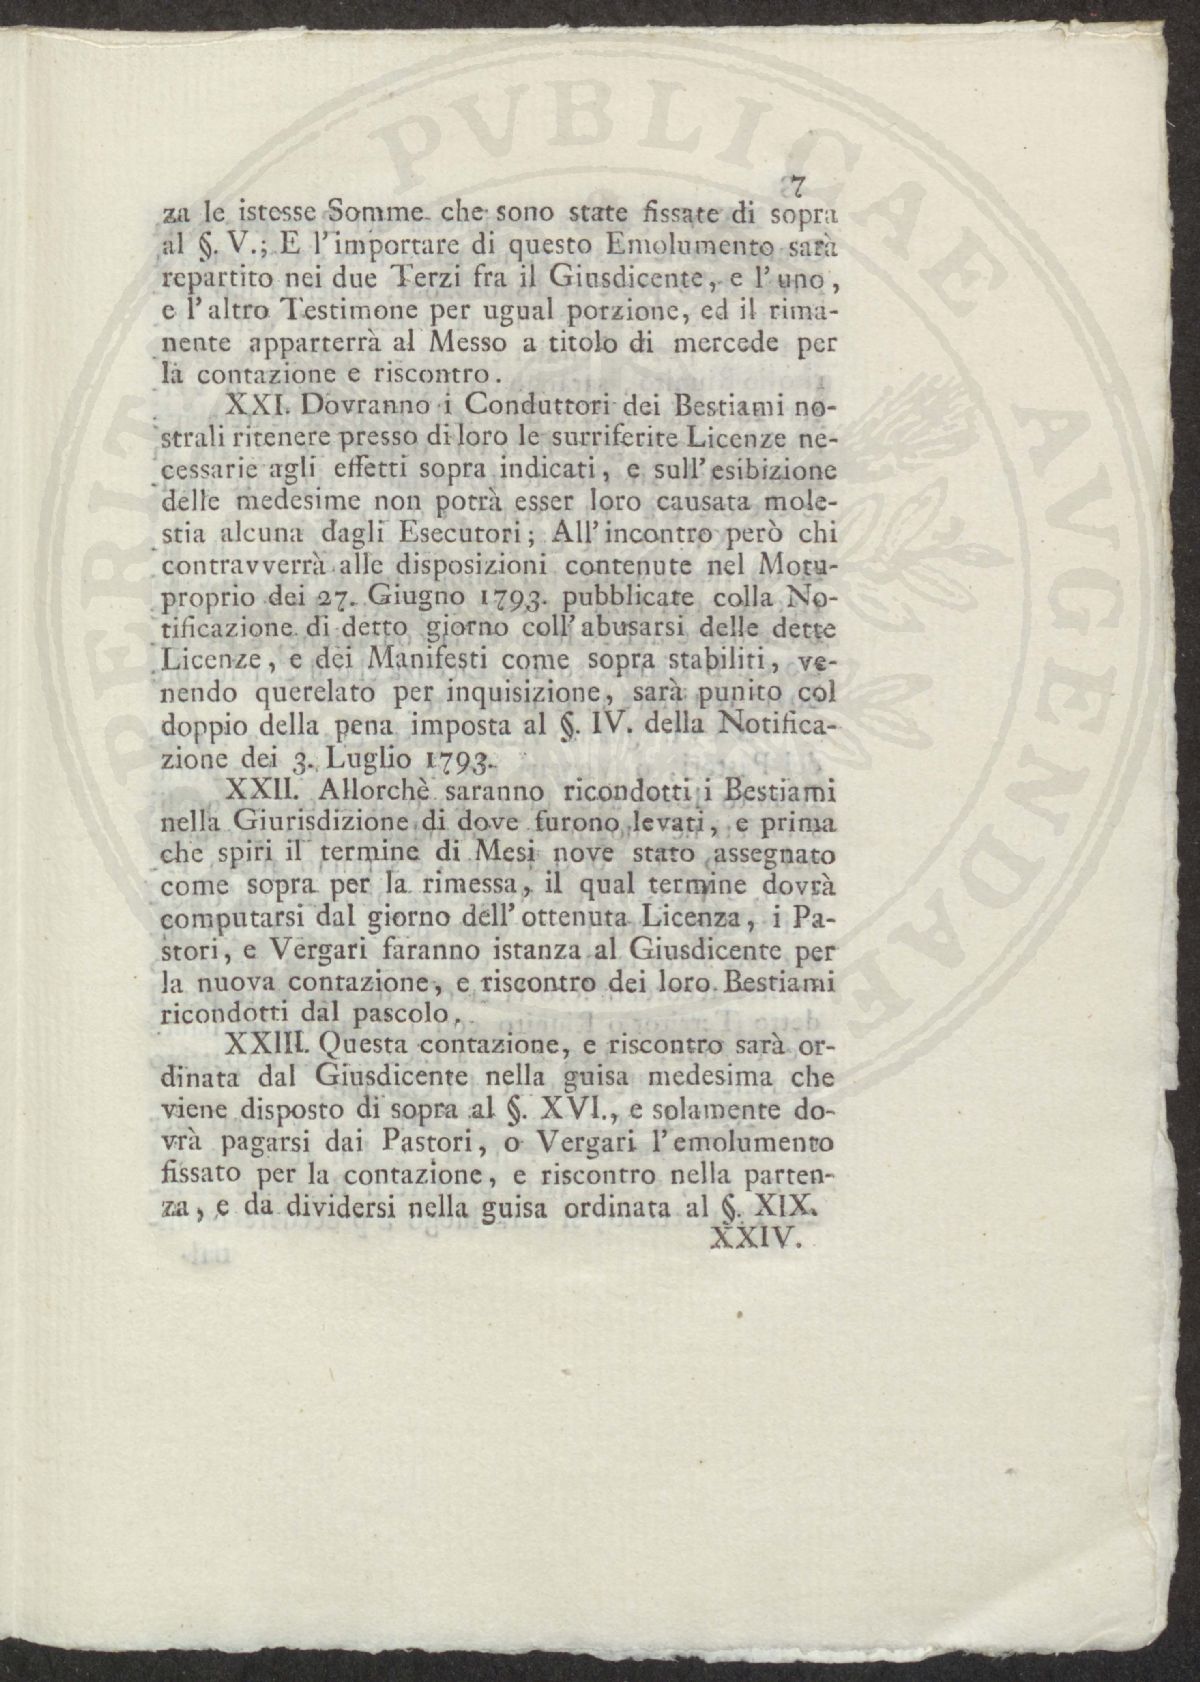 7
za le istesse Somme che sono state fissate di sopra
al §. V.; E l'importare di questo Emolumento sarà
repartito nei due Terzi fra il Giusdicente, e l'uno,
e l'altro Testimone per ugual porzione, ed il rima-
nente apparterrà al Messo a titolo di mercede per
la contazione e riscontro.
XXI. Dovranno i Conduttori dei Bestiami no-
strali ritenere presso di loro le surriferite Licenze ne-
cessarie agli effetti sopra indicati, e sull'esibizione
delle medesime non potrà esser loro causata mole-
stia alcuna dagli Esecutori; All'incontro però chi
contravverrà alle disposizioni contenute nel Motu-
proprio dei 27. Giugno 1793. pubblicate colla No-
tificazione di detto giorno coll'abusarsi delle dette
Licenze, e dei Manifesti come sopra stabiliti, ve-
nendo querelato per inquisizione, sarà punito col
doppio della pena imposta al §. IV. della Notifica-
zione dei 3. Luglio 1793.
XXII. Allorchè saranno ricondotti i Bestiami
nella Giurisdizione di dove furono levati, e prima
che spiri il termine di Mesi nove stato assegnato
come sopra per la rimessa, il qual termine dovrà
computarsi dal giorno dell'ottenuta Licenza, i Pa-
stori, e Vergari faranno istanza al Giusdicente per
la nuova contazione, e riscontro dei loro Bestiami
ricondotti dal pascolo.
XXIII. Questa contazione, e riscontro sarà or-
dinata dal Giusdicente nella guisa medesima che
viene disposto di sopra al §. XVI., e solamente do-
vrà pagarsi dai Pastori, o Vergari l'emolumento
fissato per la contazione, e riscontro nella parten-
za, e da dividersi nella guisa ordinata al §. XIX.
XXIV.
PERITVRAE PVBLICAE AVGENDAE